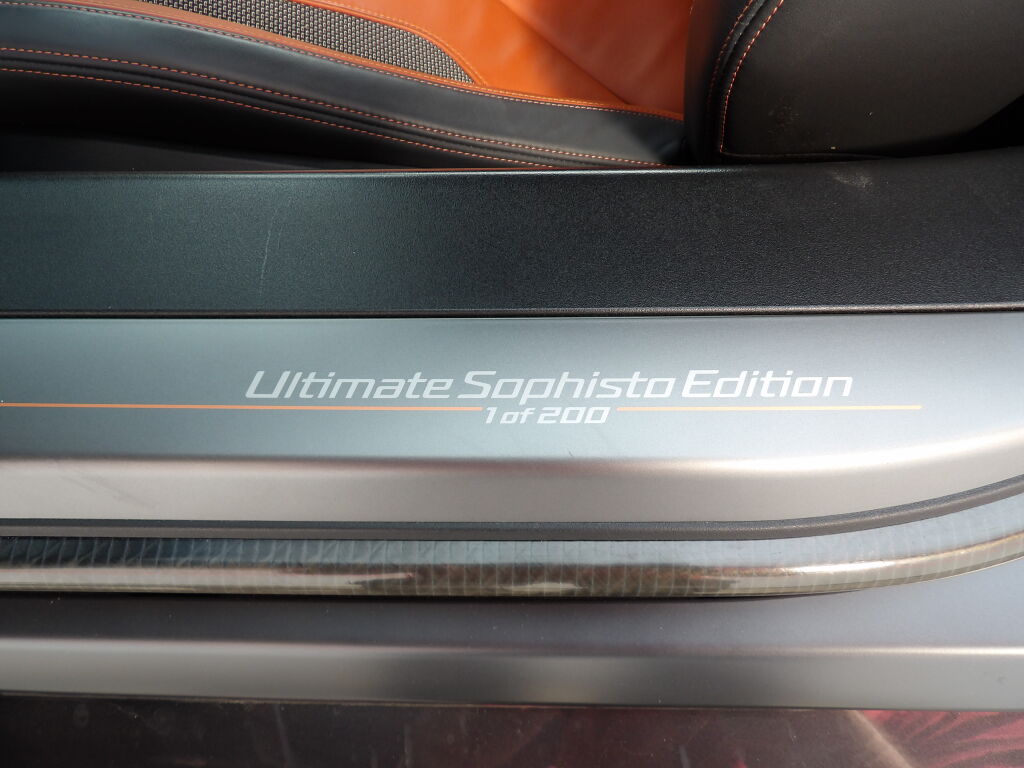 Ultimate Sophisto Edition
1 of 200